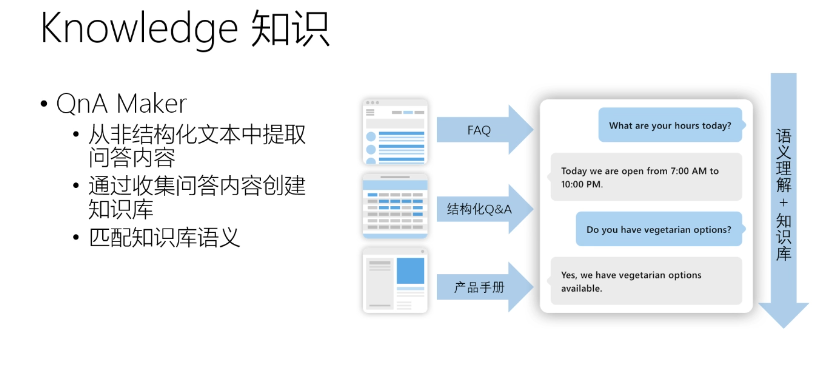 Knowledge 知识
• QnA Maker
• 从非结构化文本中提取
问答内容
• 通过收集问答内容创建
知识库
• 匹配知识库语义
FAQ
结构化Q&A
产品手册
What are your hours today?
Today we are open from 7:00 AM to
10:00 PM.
Do you have vegetarian options?
Yes, we have vegetarian options
available.
语义理解+知识库